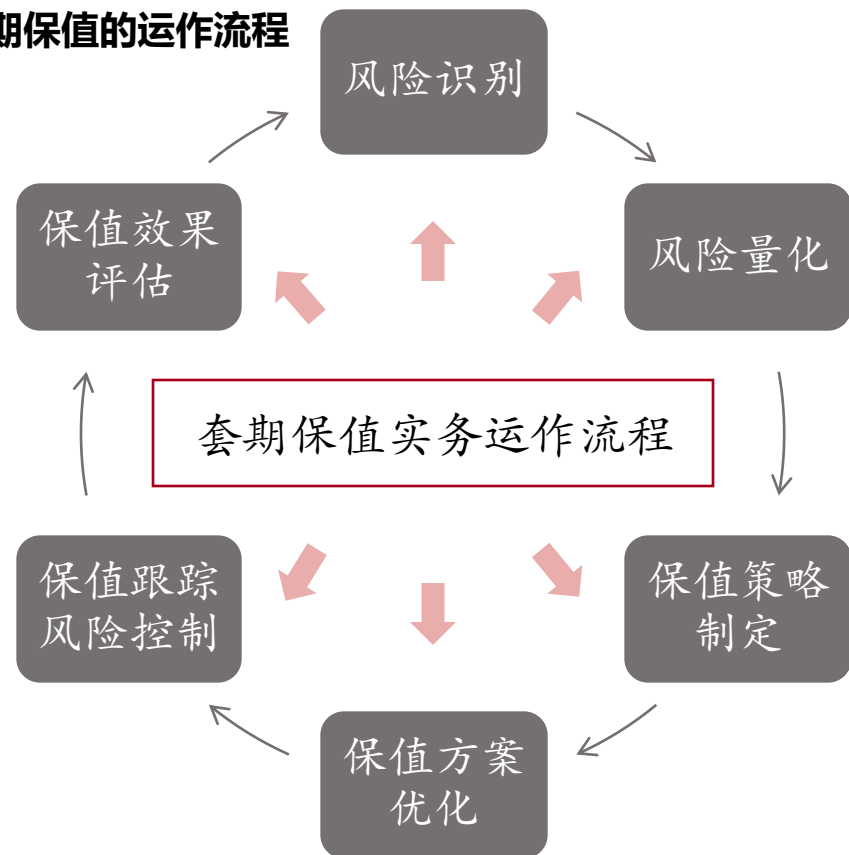 期保值的运作流程
风险识别
风险量化
保值策略
制定
保值方案
优化
保值跟踪
风险控制
保值效果
评估
套期保值实务运作流程